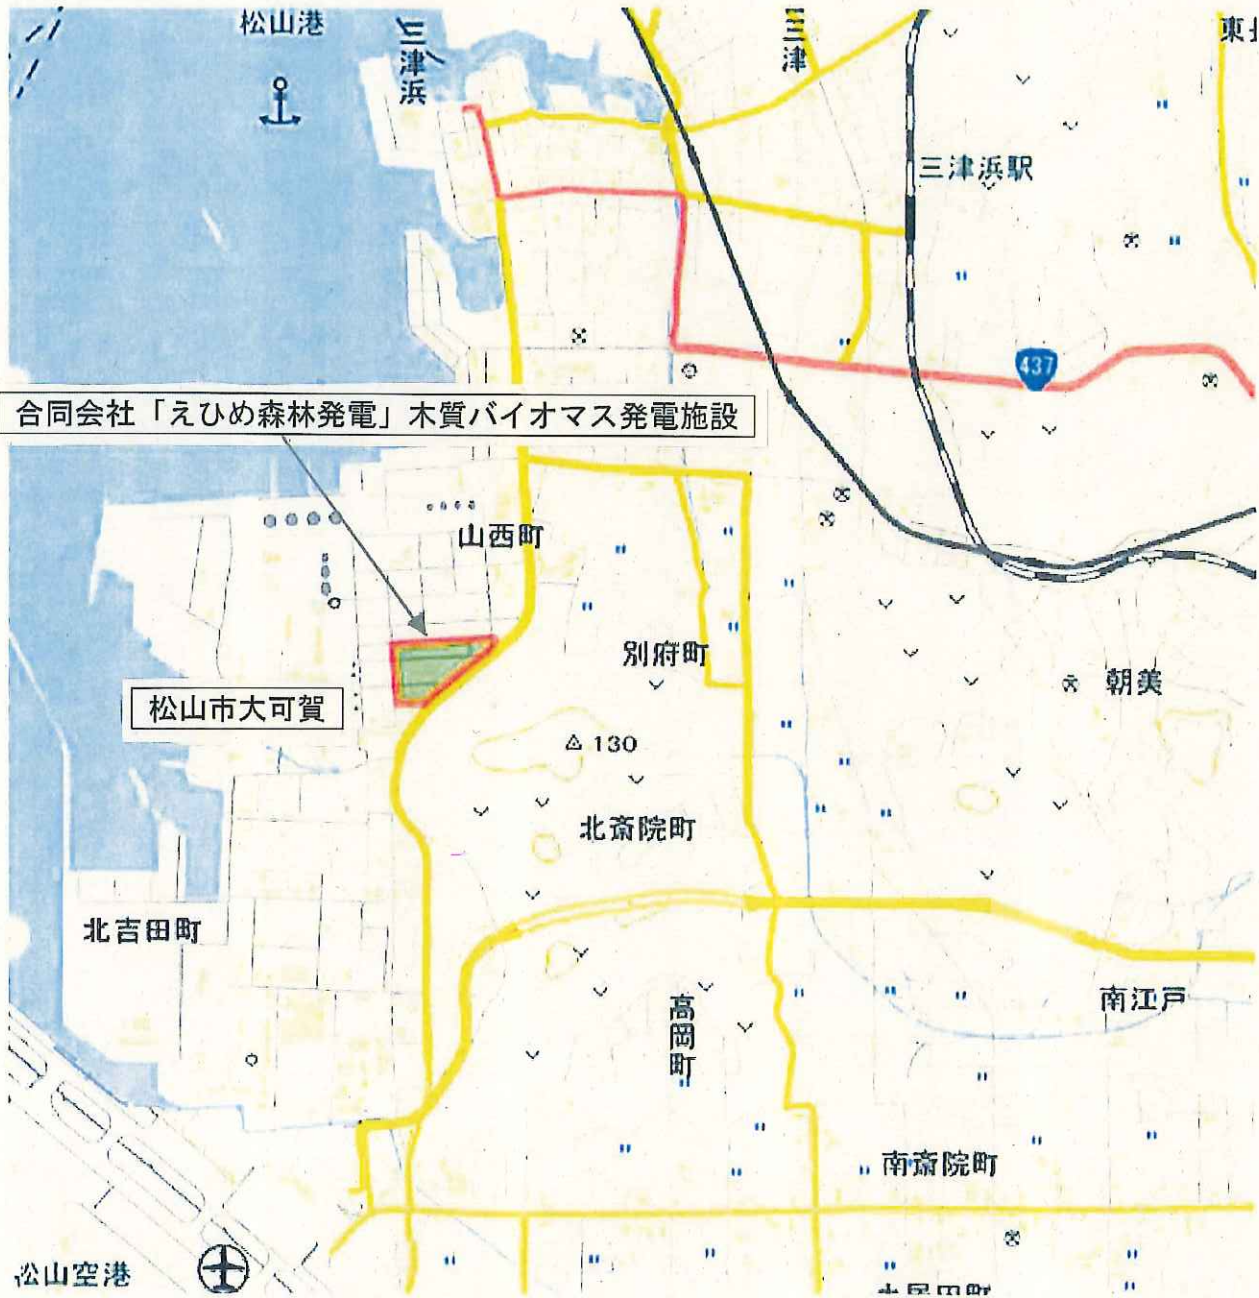 松山港
三津浜
三津
東北
三津浜駅
437
合同会社「えひめ森林発電」木質バイオマス発電施設
山西町
別府町
松山市大可賀
朝美
130
北斎院町
北吉田町
南江戸
高岡町
南斎院町
松山空港